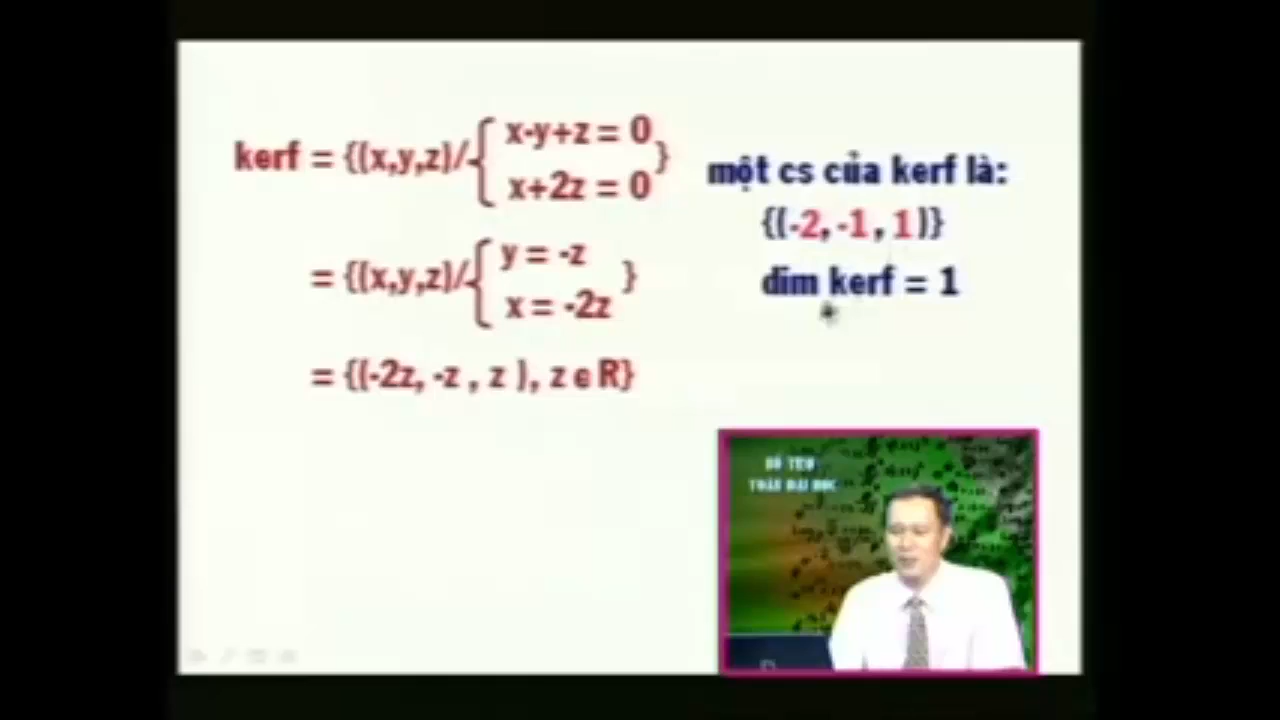 kerf = {(x,y,z)/{ x-y+z = 0
x+2z = 0 }
= {(x,y,z)/{ y = -z
x = -2z }
= {(-2z, -z , z ), z ∈ R}
một cs của kerf là:
{(-2, -1 , 1 )}
dim kerf = 1